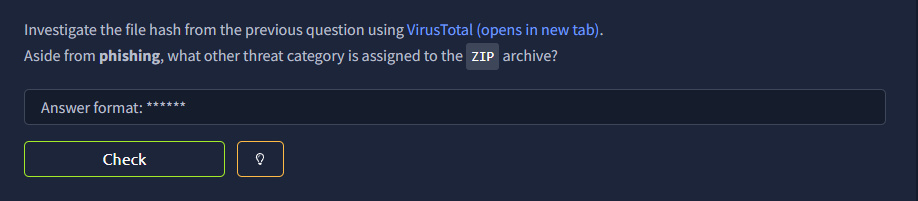 Investigate the file hash from the previous question using VirusTotal (opens in new tab).
Aside from phishing, what other threat category is assigned to the ZIP archive?
Answer format: ******
Check